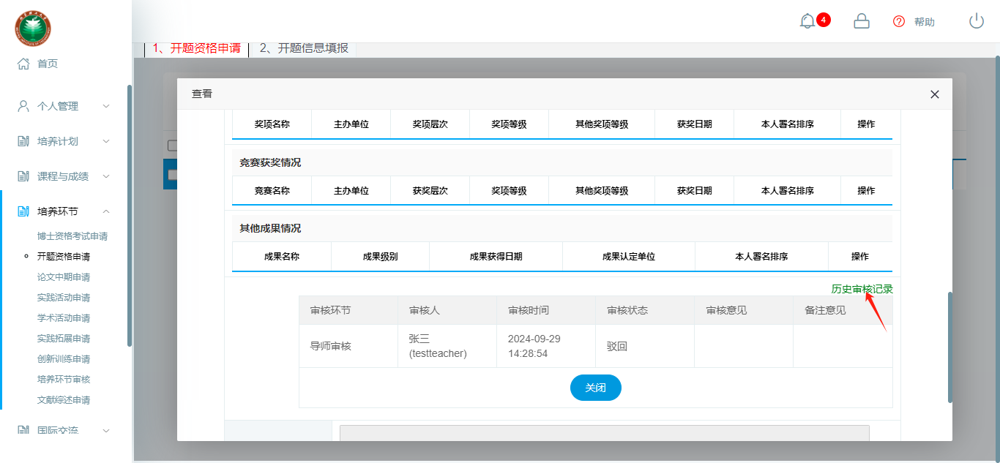 4
帮助
首页
个人管理
培养计划
课程与成绩
培养环节
博士资格考试申请
开题资格申请
论文中期申请
实践活动申请
学术活动申请
实践拓展申请
创新训练申请
培养环节审核
文献综述申请
国际交流
1、开题资格申请 2、开题信息填报
查看
奖项名称 主办单位 奖项层次 奖项等级 其他奖项等级 获奖日期 本人署名排序 操作
竞赛获奖情况
竞赛名称 主办单位 获奖层次 奖项等级 其他奖项等级 获奖日期 本人署名排序 操作
其他成果情况
成果名称 成果级别 成果获得日期 成果认定单位 本人署名排序 操作
历史审核记录
审核环节 审核人 审核时间 审核状态 审核意见 备注意见
导师审核 张三 (testteacher) 2024-09-29 14:28:54 驳回
关闭